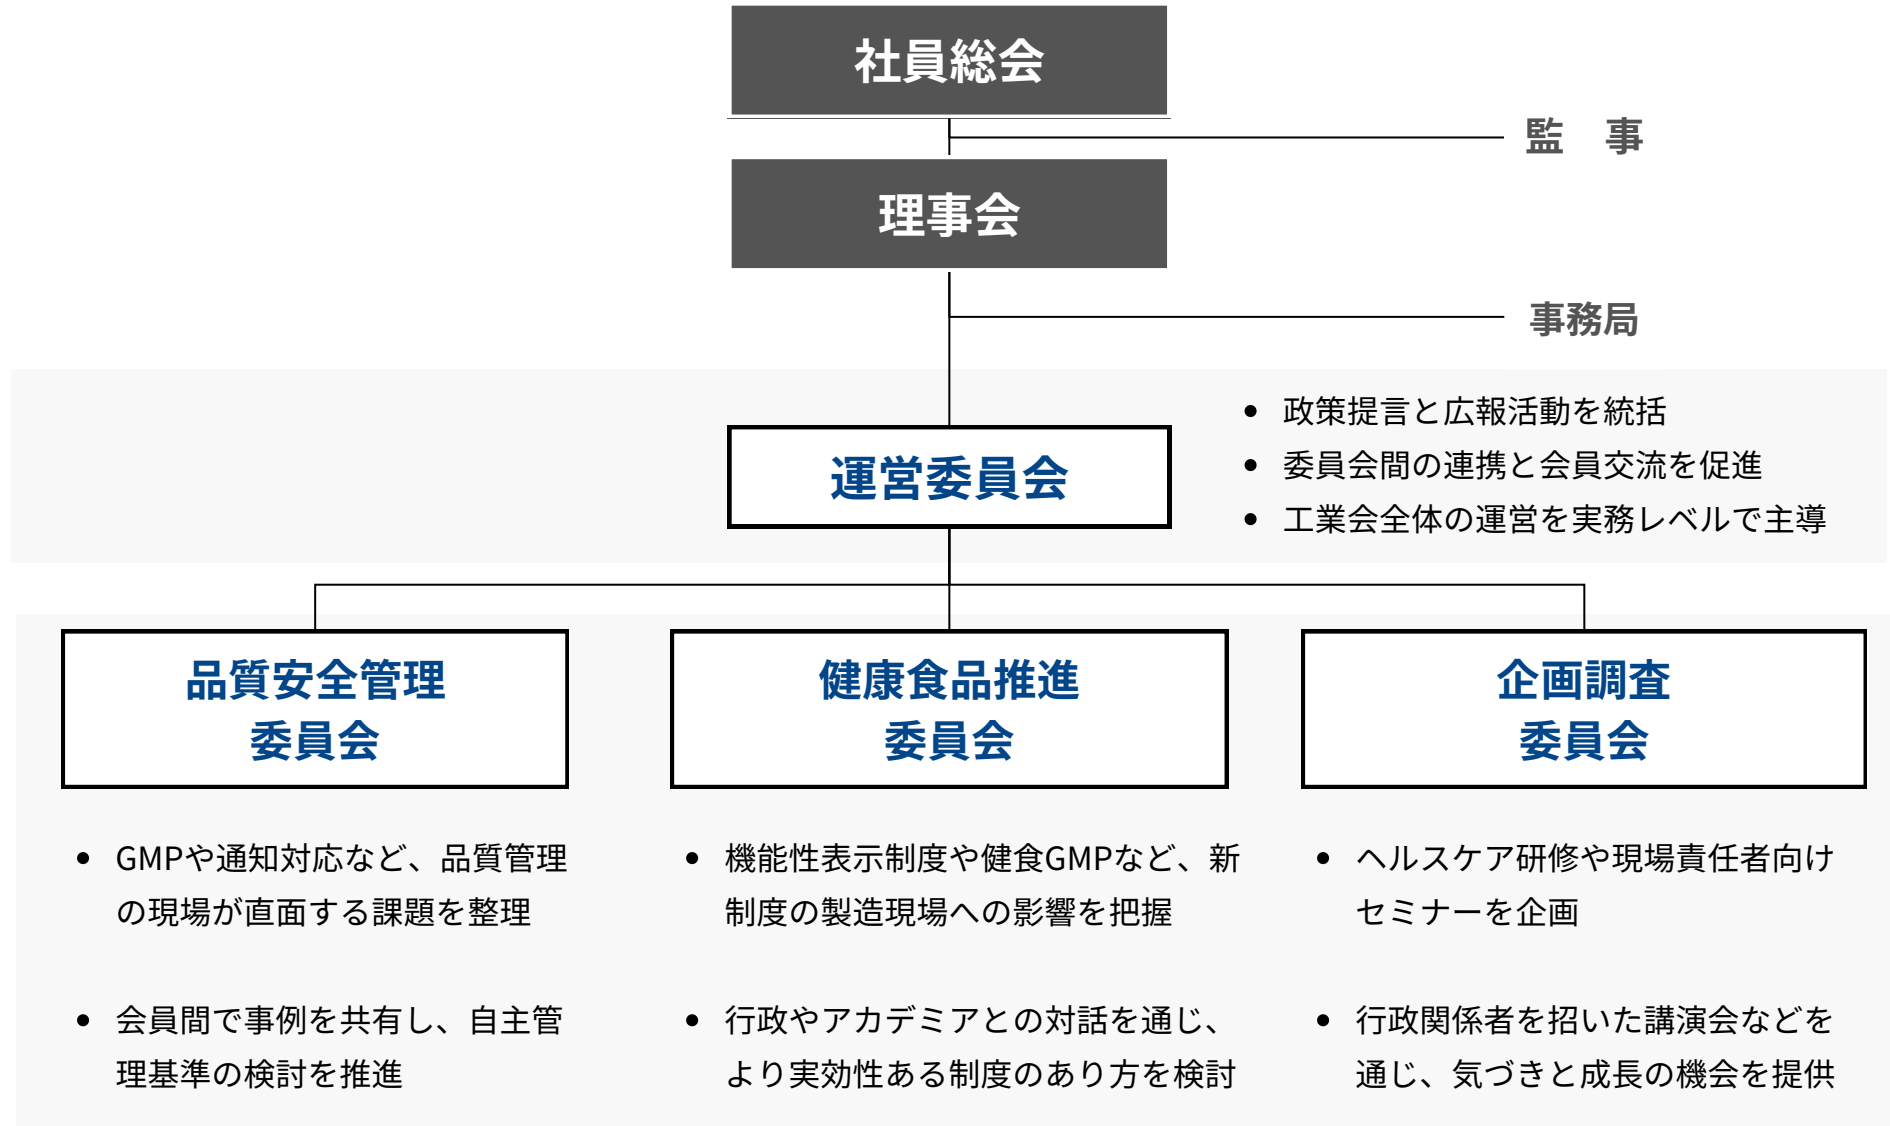 社員総会
監　事
理事会
事務局
• 政策提言と広報活動を統括
• 委員会間の連携と会員交流を促進
• 工業会全体の運営を実務レベルで主導
運営委員会
品質安全管理
委員会
• GMPや通知対応など、品質管理
の現場が直面する課題を整理
• 会員間で事例を共有し、自主管
理基準の検討を推進
健康食品推進
委員会
• 機能性表示制度や健食GMPなど、新
制度の製造現場への影響を把握
• 行政やアカデミアとの対話を通じ、
より実効性ある制度のあり方を検討
企画調査
委員会
• ヘルスケア研修や現場責任者向け
セミナーを企画
• 行政関係者を招いた講演会などを
通じ、気づきと成長の機会を提供